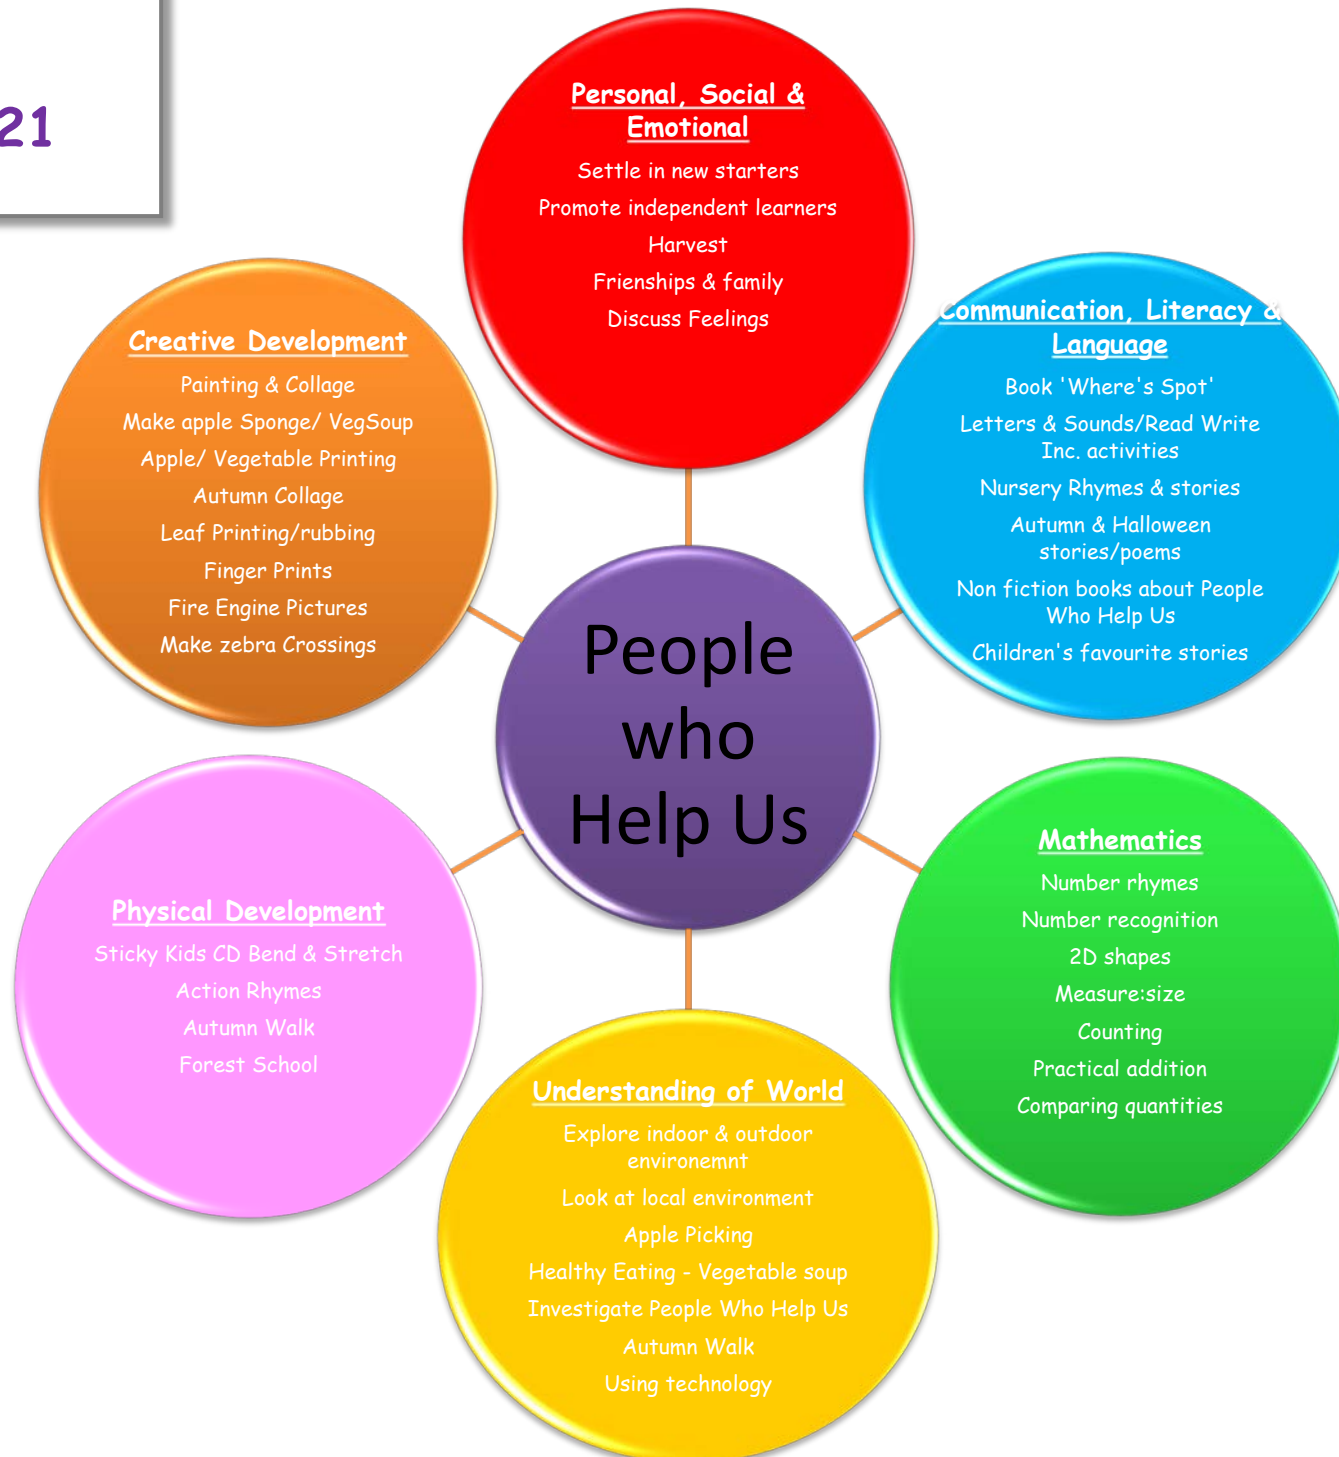 21
Personal, Social &
Emotional
Settle in new starters
Promote independent learners
Harvest
Frienships & family
Discuss Feelings
Communication, Literacy &
Language
Book 'Where's Spot'
Letters & Sounds/Read Write
Inc. activities
Nursery Rhymes & stories
Autumn & Halloween
stories/poems
Non fiction books about People
Who Help Us
Children's favourite stories
Mathematics
Number rhymes
Number recognition
2D shapes
Measure:size
Counting
Practical addition
Comparing quantities
Understanding of World
Explore indoor & outdoor
environemnt
Look at local environment
Apple Picking
Healthy Eating - Vegetable soup
Investigate People Who Help Us
Autumn Walk
Using technology
Physical Development
Sticky Kids CD Bend & Stretch
Action Rhymes
Autumn Walk
Forest School
Creative Development
Painting & Collage
Make apple Sponge/ VegSoup
Apple/ Vegetable Printing
Autumn Collage
Leaf Printing/rubbing
Finger Prints
Fire Engine Pictures
Make zebra Crossings
People
who
Help Us